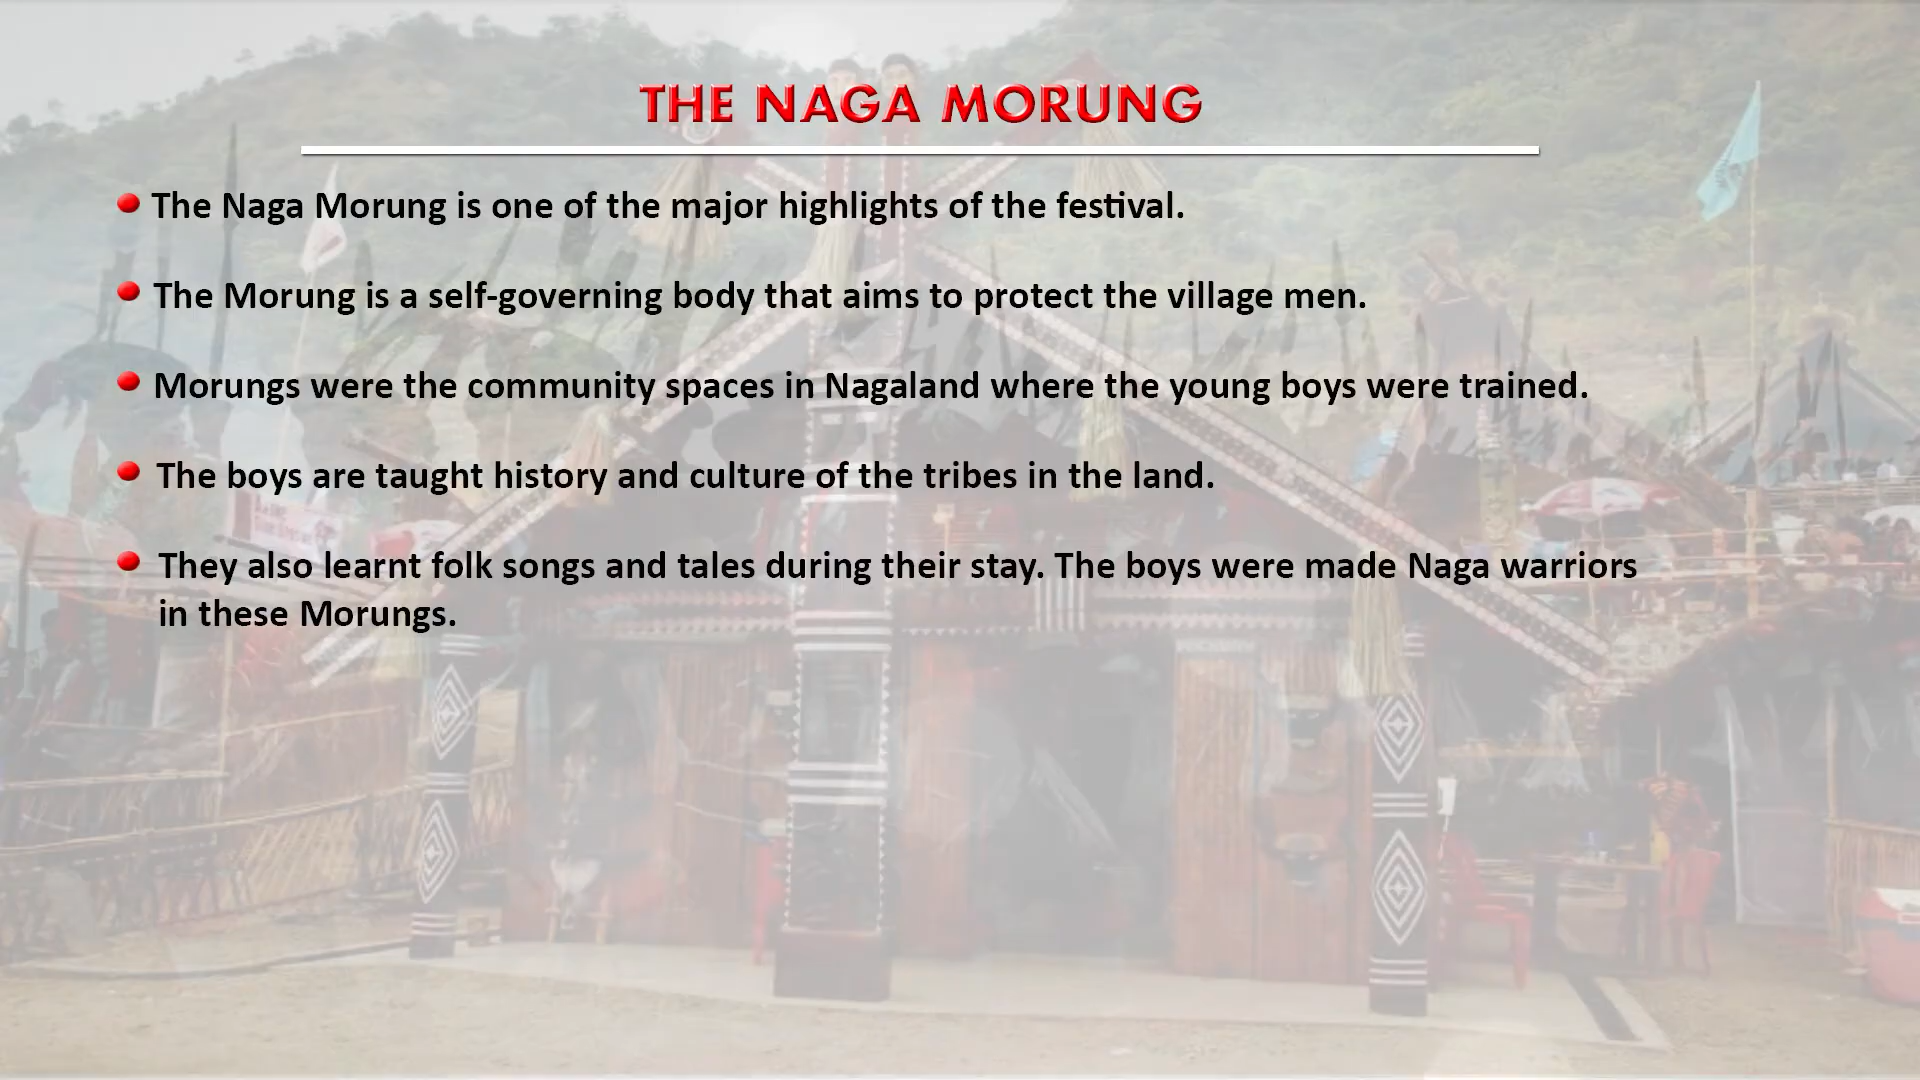 THE NAGA MORUNG
The Naga Morung is one of the major highlights of the festival.
The Morung is a self-governing body that aims to protect the village men.
Morungs were the community spaces in Nagaland where the young boys were trained.
The boys are taught history and culture of the tribes in the land.
They also learnt folk songs and tales during their stay. The boys were made Naga warriors
in these Morungs.